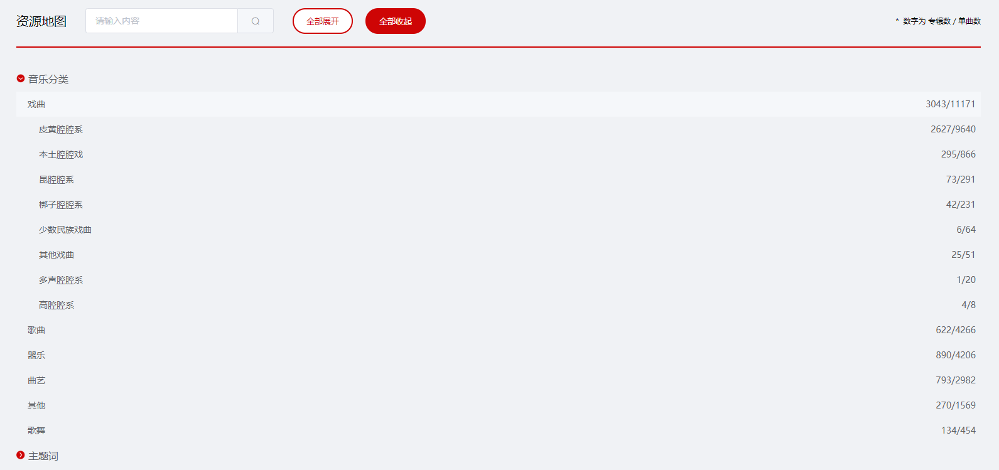 资源地图 请输入内容 全部展开 全部收起 * 数字为 专辑数 / 单曲数
音乐分类
戏曲 3043/11171
皮黄腔腔系 2627/9640
本土腔腔戏 295/866
昆腔腔系 73/291
梆子腔腔系 42/231
少数民族戏曲 6/64
其他戏曲 25/51
多声腔腔系 1/20
高腔腔系 4/8
歌曲 622/4266
器乐 890/4206
曲艺 793/2982
其他 270/1569
歌舞 134/454
主题词